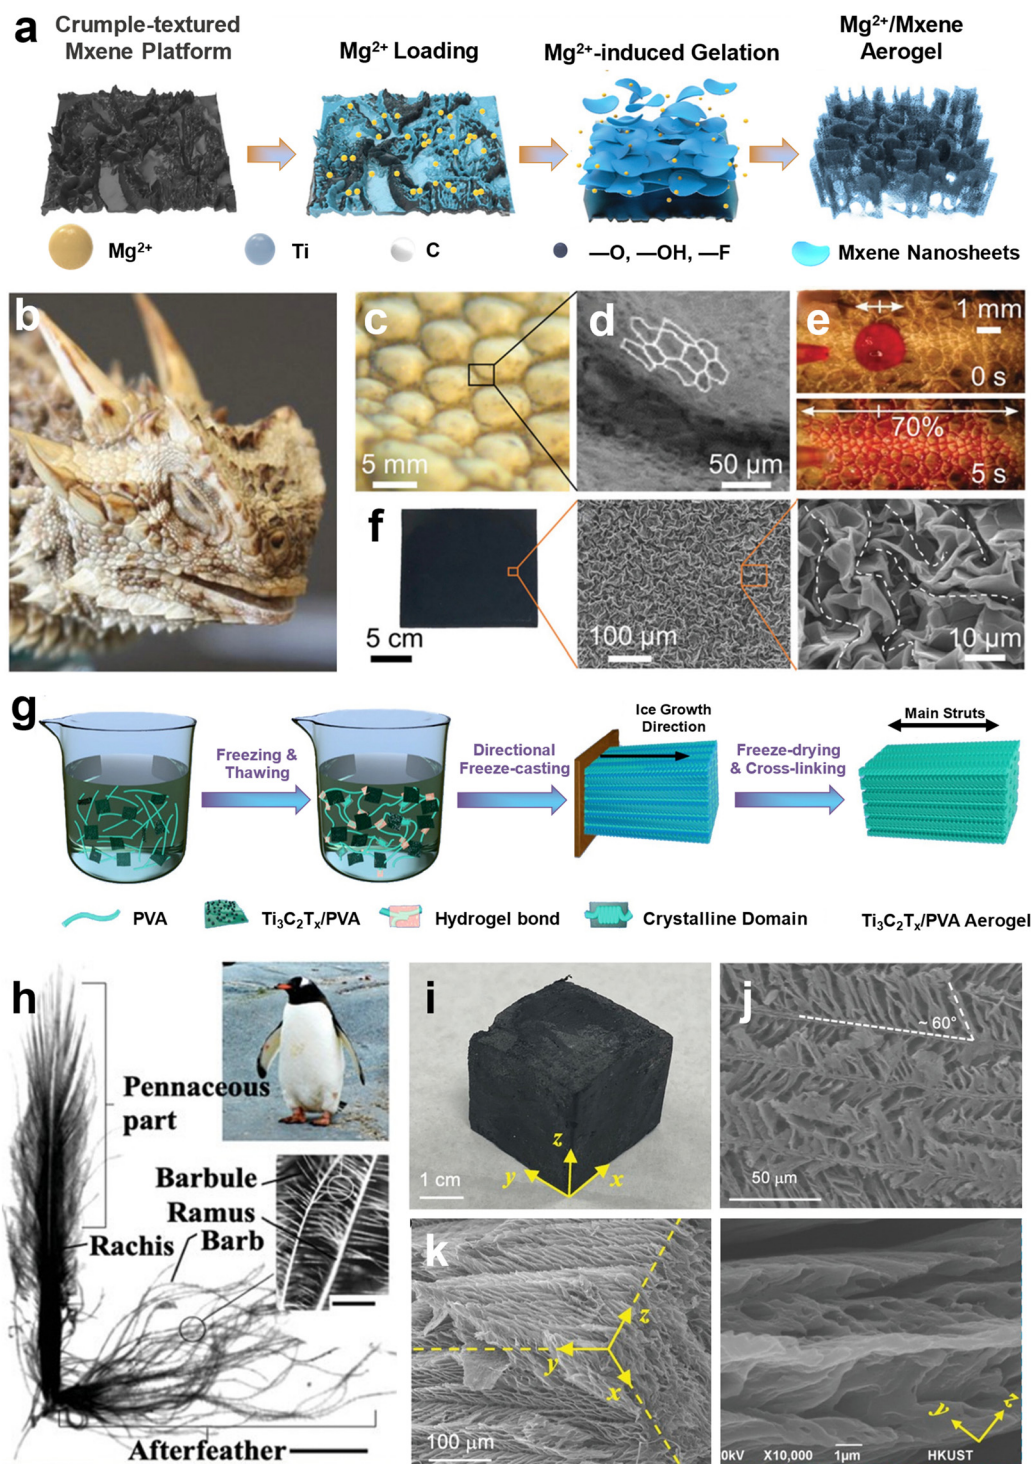 a
Crumple-textured
Mxene Platform
Mg²⁺ Loading
Mg²⁺-induced Gelation
Mg²⁺/Mxene
Aerogel
Mg²⁺
Ti
C
—O, —OH, —F
Mxene Nanosheets
b
c
5 mm
d
50 µm
e
1 mm
0 s
70%
5 s
f
5 cm
100 µm
10 µm
g
Freezing &
Thawing
Directional
Freeze-casting
Ice Growth
Direction
Freeze-drying
& Cross-linking
Main Struts
PVA
Ti₃C₂Tₓ/PVA
Hydrogel bond
Crystalline Domain
Ti₃C₂Tₓ/PVA Aerogel
h
Pennaceous
part
Barbule
Ramus
Rachis
Barb
Afterfeather
i
z
y
x
1 cm
j
~ 60°
50 µm
k
z
y
x
100 µm
y
z
0kV X10,000 1µm HKUST